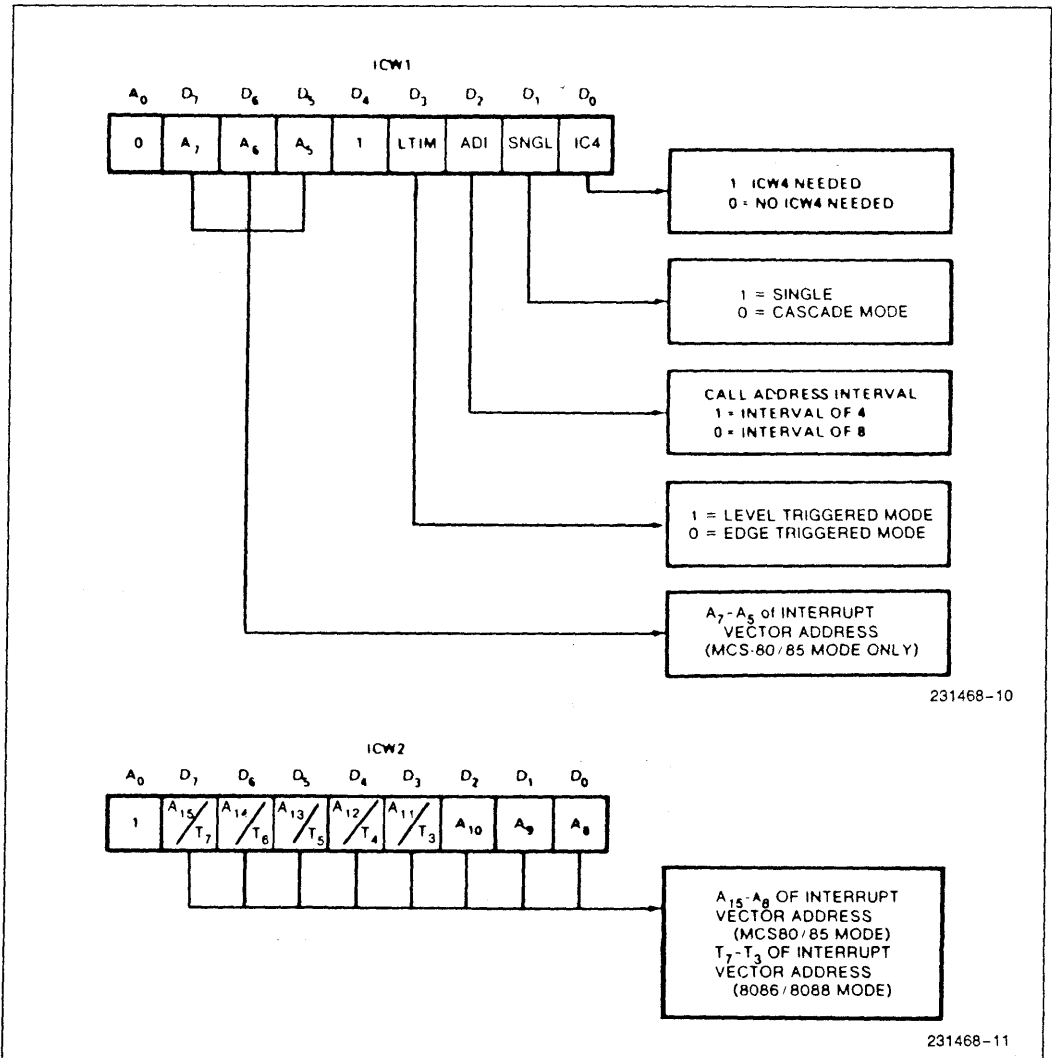 ICW1
A0 D7 D6 D5 D4 D3 D2 D1 D0
0 A7 A6 A5 1 LTIM ADI SNGL IC4
1 ICW4 NEEDED
0 = NO ICW4 NEEDED
1 = SINGLE
0 = CASCADE MODE
CALL ADDRESS INTERVAL
1 = INTERVAL OF 4
0 = INTERVAL OF 8
1 = LEVEL TRIGGERED MODE
0 = EDGE TRIGGERED MODE
A7-A5 of INTERRUPT
VECTOR ADDRESS
(MCS-80/85 MODE ONLY)
231468-10
ICW2
A0 D7 D6 D5 D4 D3 D2 D1 D0
1 A15/T7 A14/T6 A13/T5 A12/T4 A11/T3 A10 A9 A8
A15-A8 OF INTERRUPT
VECTOR ADDRESS
(MCS80/85 MODE)
T7-T3 OF INTERRUPT
VECTOR ADDRESS
(8086/8088 MODE)
231468-11